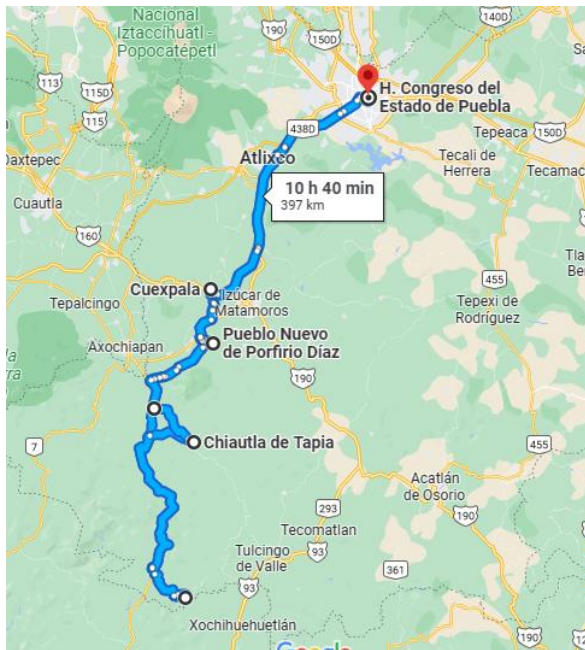 Nacional
Iztaccíhuatl -
Popocatépetl
190
150D
140D
113
115D
115
H. Congreso del
Estado de Puebla
438D
Tepeaca
150D
Oaxtepec
Atlixco
Tecali de
Herrera
Tecamac
Cuautla
10 h 40 min
397 km
160
455
Cuexpala
Izúcar de
Matamoros
Tepalcingo
Tepexi de
Rodríguez
Axochiapan
Pueblo Nuevo
de Porfirio Díaz
190
7
Chiautla de Tapia
455
Acatlán
de Osorio
293
190
Tecomatlan
93
Tulcingo
de Valle
361
93
Xochihuehuetlán
190
190
Google